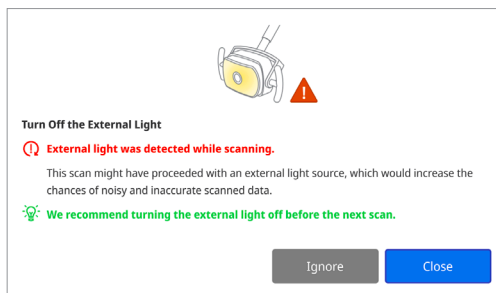 Turn Off the External Light
External light was detected while scanning.
This scan might have proceeded with an external light source, which would increase the
chances of noisy and inaccurate scanned data.
We recommend turning the external light off before the next scan.
Ignore
Close